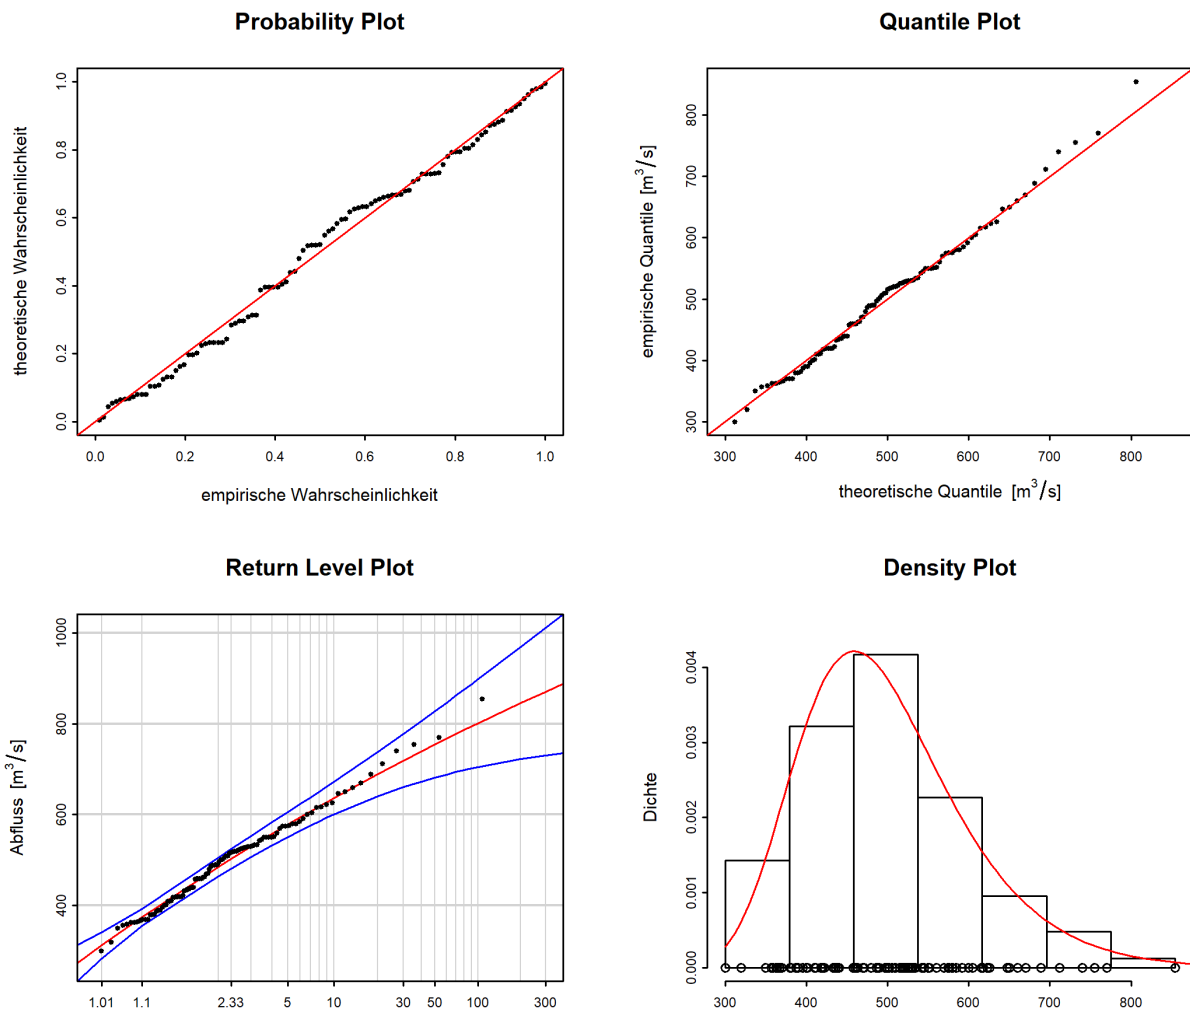 Probability Plot
theoretische Wahrscheinlichkeit
0.0 0.2 0.4 0.6 0.8 1.0
0.0 0.2 0.4 0.6 0.8 1.0
empirische Wahrscheinlichkeit
Quantile Plot
empirische Quantile [m³/s]
300 400 500 600 700 800
300 400 500 600 700 800
theoretische Quantile [m³/s]
Return Level Plot
Abfluss [m³/s]
400 600 800 1000
1.01 1.1 2.33 5 10 30 50 100 300
Density Plot
Dichte
0.000 0.001 0.002 0.003 0.004
300 400 500 600 700 800